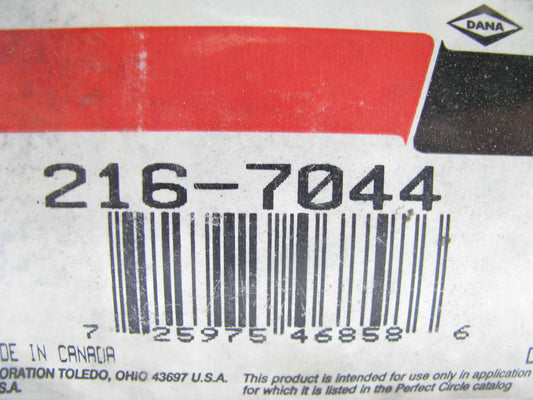 DANA
216-7044
7 25975 46858 6
DE IN CANADA
ORATION TOLEDO, OHIO 43697 U.S.A.
S.A.
This product is intended for use only in application
for which it is listed in the Perfect Circle catalog